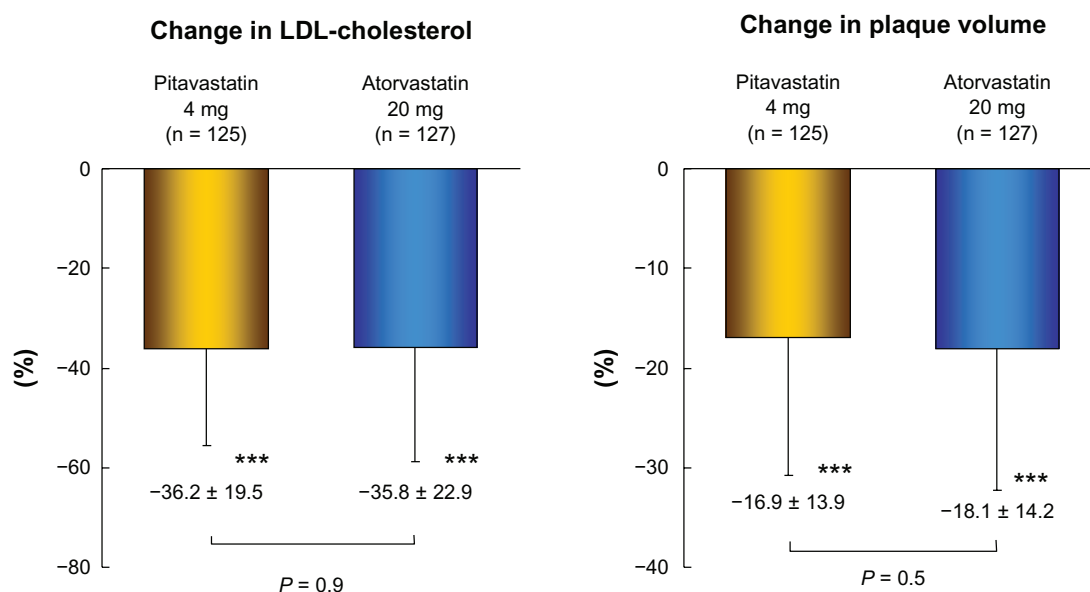 Change in LDL-cholesterol
Pitavastatin
4 mg
(n = 125)
Atorvastatin
20 mg
(n = 127)
(%)
0
−20
−40
−60
−80
***
***
−36.2 ± 19.5
−35.8 ± 22.9
P = 0.9
Change in plaque volume
Pitavastatin
4 mg
(n = 125)
Atorvastatin
20 mg
(n = 127)
(%)
0
−10
−20
−30
−40
***
***
−16.9 ± 13.9
−18.1 ± 14.2
P = 0.5